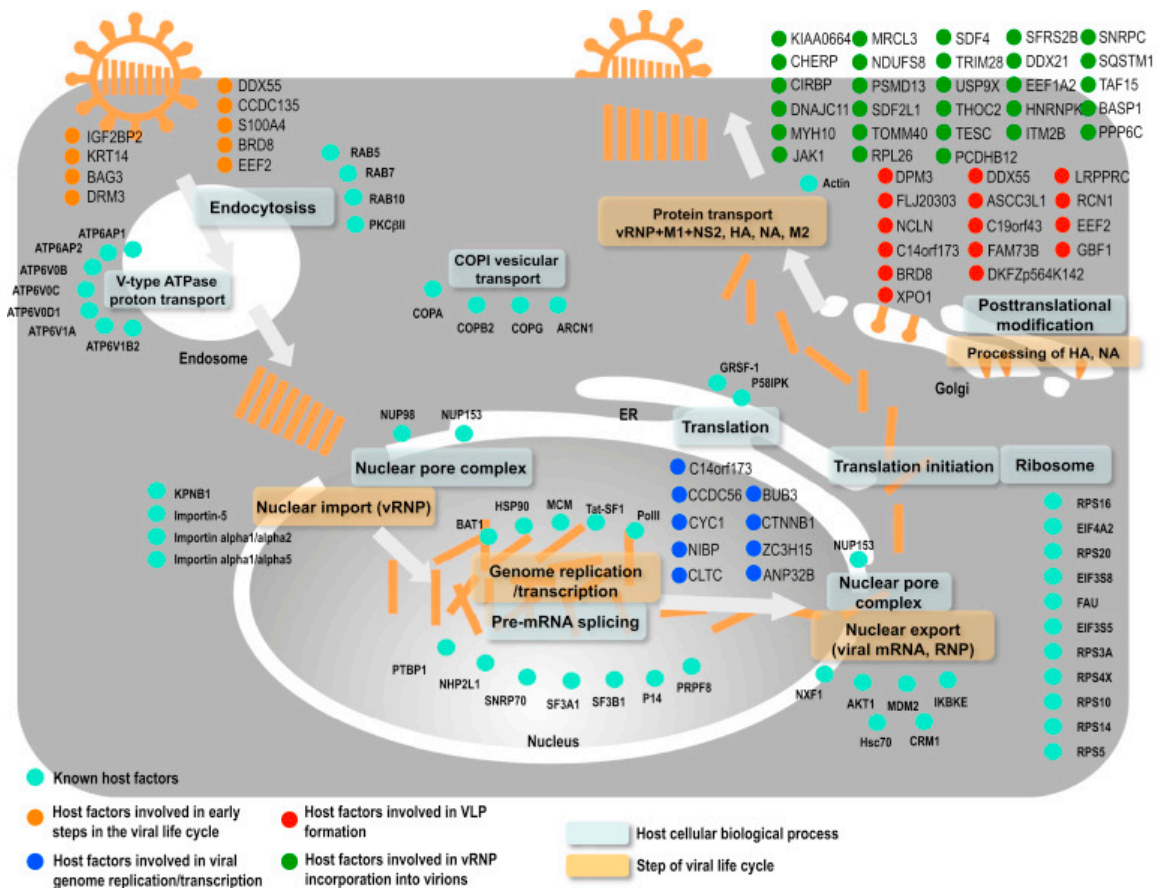 KIAA0664
MRCL3
SDF4
SFRS2B
SNRPC
CHERP
NDUFS8
TRIM28
DDX21
SQSTM1
CIRBP
PSMD13
USP9X
EEF1A2
TAF15
DNAJC11
SDF2L1
THOC2
HNRNPK
BASP1
MYH10
TOMM40
TESC
ITM2B
PPP6C
JAK1
RPL26
PCDHB12
DDX55
CCDC135
S100A4
BRD8
EEF2
IGF2BP2
KRT14
BAG3
DRM3
RAB5
RAB7
RAB10
PKCβII
Endocytosiss
Actin
Protein transport
vRNP+M1+NS2, HA, NA, M2
DPM3
DDX55
LRPPRC
FLJ20303
ASCC3L1
RCN1
NCLN
C19orf43
EEF2
C14orf173
FAM73B
GBF1
BRD8
DKFZp564K142
XPO1
ATP6AP1
ATP6AP2
ATP6V0B
ATP6V0C
ATP6V0D1
ATP6V1A
ATP6V1B2
V-type ATPase
proton transport
Endosome
COPI vesicular
transport
COPA
COPB2
COPG
ARCN1
Posttranslational
modification
Processing of HA, NA
Golgi
GRSF-1
P58IPK
ER
Translation
NUP98
NUP153
Nuclear pore complex
Nuclear import (vRNP)
Translation initiation
Ribosome
KPNB1
Importin-5
Importin alpha1/alpha2
Importin alpha1/alpha5
C14orf173
CCDC56
BUB3
CYC1
CTNNB1
NIBP
ZC3H15
CLTC
ANP32B
BAT1
HSP90
MCM
Tat-SF1
PolII
Genome replication
/transcription
Pre-mRNA splicing
NUP153
Nuclear pore
complex
Nuclear export
(viral mRNA, RNP)
RPS16
EIF4A2
RPS20
EIF3S8
FAU
EIF3S5
RPS3A
RPS4X
RPS10
RPS14
RPS5
PTBP1
NHP2L1
SNRP70
SF3A1
SF3B1
P14
PRPF8
NXF1
AKT1
MDM2
IKBKE
Hsc70
CRM1
Nucleus
Known host factors
Host factors involved in early
steps in the viral life cycle
Host factors involved in viral
genome replication/transcription
Host factors involved in VLP
formation
Host factors involved in vRNP
incorporation into virions
Host cellular biological process
Step of viral life cycle